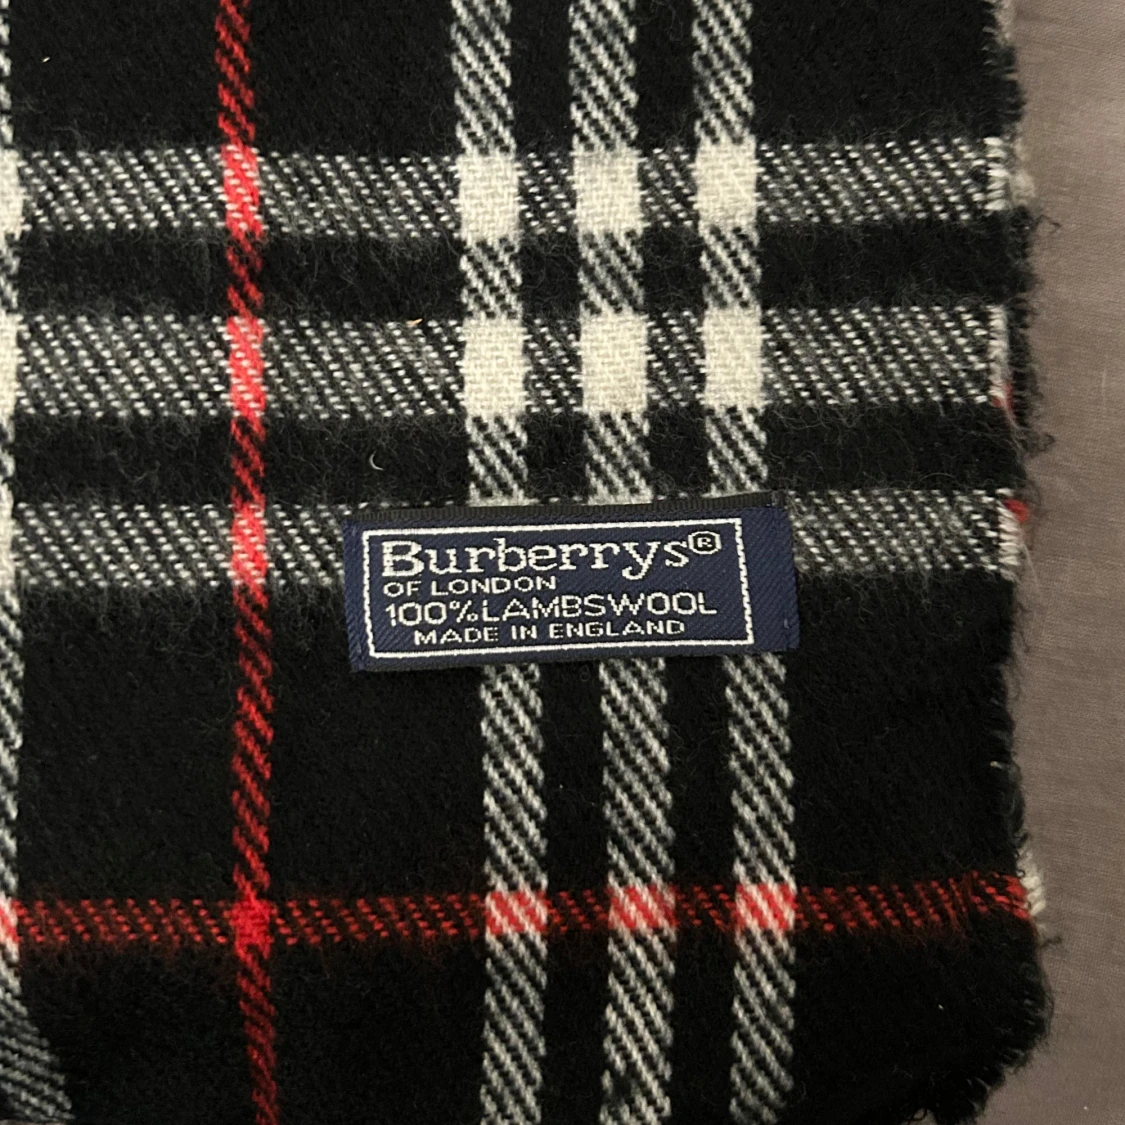 Burberrys®
OF LONDON
100% LAMBSWOOL
MADE IN ENGLAND